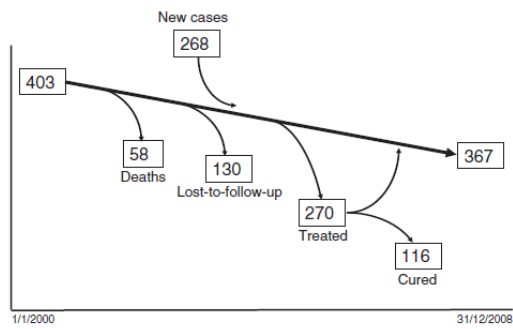 New cases
268
403
58
Deaths
130
Lost-to-follow-up
367
270
Treated
116
Cured
1/1/2000
31/12/2008